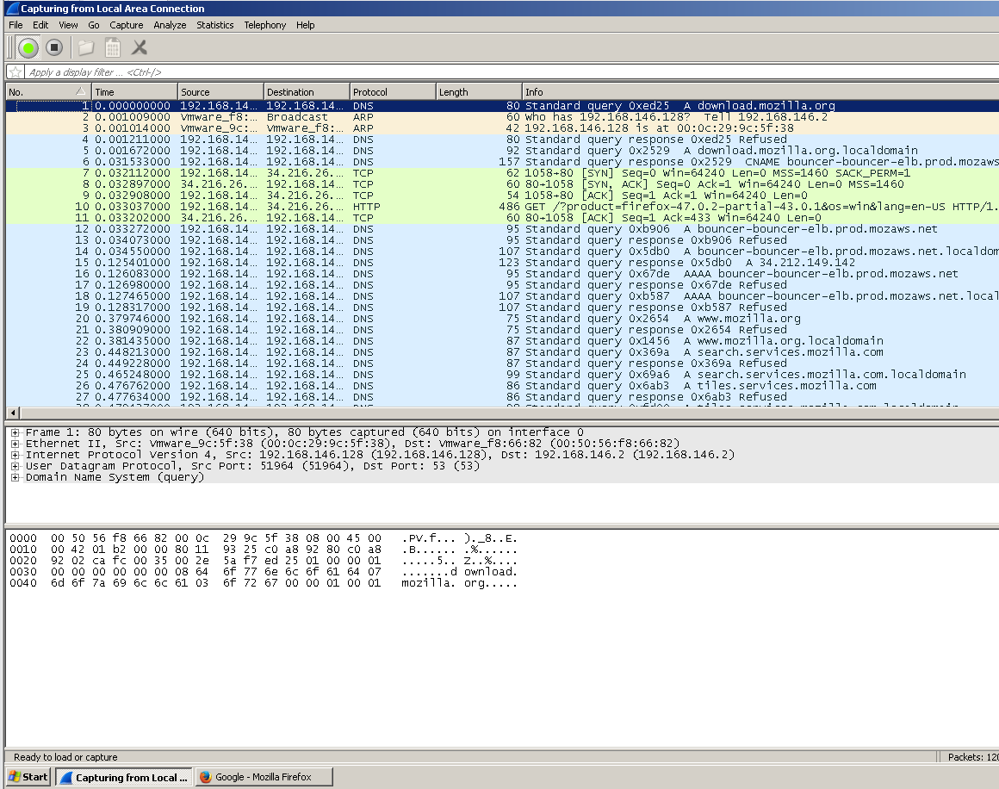 Capturing from Local Area Connection
File Edit View Go Capture Analyze Statistics Telephony Help
Apply a display filter ... <Ctrl-/>
No. Time Source Destination Protocol Length Info
1 0.000000000 192.168.14... 192.168.14... DNS 80 Standard query 0xed25 A download.mozilla.org
2 0.001009000 Vmware_f8:... Broadcast ARP 60 Who has 192.168.146.128? Tell 192.168.146.2
3 0.001014000 Vmware_9c:... Vmware_f8:... ARP 42 192.168.146.128 is at 00:0c:29:9c:5f:38
4 0.001211000 192.168.14... 192.168.14... DNS 80 Standard query response 0xed25 Refused
5 0.001672000 192.168.14... 192.168.14... DNS 92 Standard query 0x2529 A download.mozilla.org.localdomain
6 0.031533000 192.168.14... 192.168.14... DNS 157 Standard query response 0x2529 CNAME bouncer-bouncer-elb.prod.mozaws
7 0.032112000 192.168.14... 34.216.26.... TCP 62 1058→80 [SYN] Seq=0 Win=64240 Len=0 MSS=1460 SACK_PERM=1
8 0.032897000 34.216.26.... 192.168.14... TCP 60 80→1058 [SYN, ACK] Seq=0 Ack=1 Win=64240 Len=0 MSS=1460
9 0.032908000 192.168.14... 34.216.26.... TCP 54 1058→80 [ACK] Seq=1 Ack=1 Win=64240 Len=0
10 0.033037000 192.168.14... 34.216.26.... HTTP 486 GET /?product=firefox-47.0.2-partial-43.0.1&os=win&lang=en-US HTTP/1.
11 0.033202000 34.216.26.... 192.168.14... TCP 60 80→1058 [ACK] Seq=1 Ack=433 Win=64240 Len=0
12 0.033272000 192.168.14... 192.168.14... DNS 95 Standard query 0xb906 A bouncer-bouncer-elb.prod.mozaws.net
13 0.034073000 192.168.14... 192.168.14... DNS 95 Standard query response 0xb906 Refused
14 0.034550000 192.168.14... 192.168.14... DNS 107 Standard query 0x5db0 A bouncer-bouncer-elb.prod.mozaws.net.localdom
15 0.125401000 192.168.14... 192.168.14... DNS 123 Standard query response 0x5db0 A 34.212.149.142
16 0.126083000 192.168.14... 192.168.14... DNS 95 Standard query 0x67de AAAA bouncer-bouncer-elb.prod.mozaws.net
17 0.126980000 192.168.14... 192.168.14... DNS 95 Standard query response 0x67de Refused
18 0.127465000 192.168.14... 192.168.14... DNS 107 Standard query 0xb587 AAAA bouncer-bouncer-elb.prod.mozaws.net.local
19 0.128317000 192.168.14... 192.168.14... DNS 107 Standard query response 0xb587 Refused
20 0.379746000 192.168.14... 192.168.14... DNS 75 Standard query 0x2654 A www.mozilla.org
21 0.380909000 192.168.14... 192.168.14... DNS 75 Standard query response 0x2654 Refused
22 0.381435000 192.168.14... 192.168.14... DNS 87 Standard query 0x1456 A www.mozilla.org.localdomain
23 0.448213000 192.168.14... 192.168.14... DNS 87 Standard query 0x369a A search.services.mozilla.com
24 0.449228000 192.168.14... 192.168.14... DNS 87 Standard query response 0x369a Refused
25 0.465248000 192.168.14... 192.168.14... DNS 99 Standard query 0x69a6 A search.services.mozilla.com.localdomain
26 0.476762000 192.168.14... 192.168.14... DNS 86 Standard query 0x6ab3 A tiles.services.mozilla.com
27 0.477634000 192.168.14... 192.168.14... DNS 86 Standard query response 0x6ab3 Refused
Frame 1: 80 bytes on wire (640 bits), 80 bytes captured (640 bits) on interface 0
Ethernet II, Src: Vmware_9c:5f:38 (00:0c:29:9c:5f:38), Dst: Vmware_f8:66:82 (00:50:56:f8:66:82)
Internet Protocol Version 4, Src: 192.168.146.128 (192.168.146.128), Dst: 192.168.146.2 (192.168.146.2)
User Datagram Protocol, Src Port: 51964 (51964), Dst Port: 53 (53)
Domain Name System (query)
0000 00 50 56 f8 66 82 00 0c 29 9c 5f 38 08 00 45 00 .PV.f... )._8..E.
0010 00 42 01 b2 00 00 80 11 93 25 c0 a8 92 80 c0 a8 .B...... .%......
0020 92 02 ca fc 00 35 00 2e 5a f7 ed 25 01 00 00 01 .....5.. Z..%....
0030 00 00 00 00 00 00 08 64 6f 77 6e 6c 6f 61 64 07 .......d ownload.
0040 6d 6f 7a 69 6c 6c 61 03 6f 72 67 00 00 01 00 01 mozilla. org.....
Ready to load or capture Packets: 120
Start Capturing from Local ... Google - Mozilla Firefox